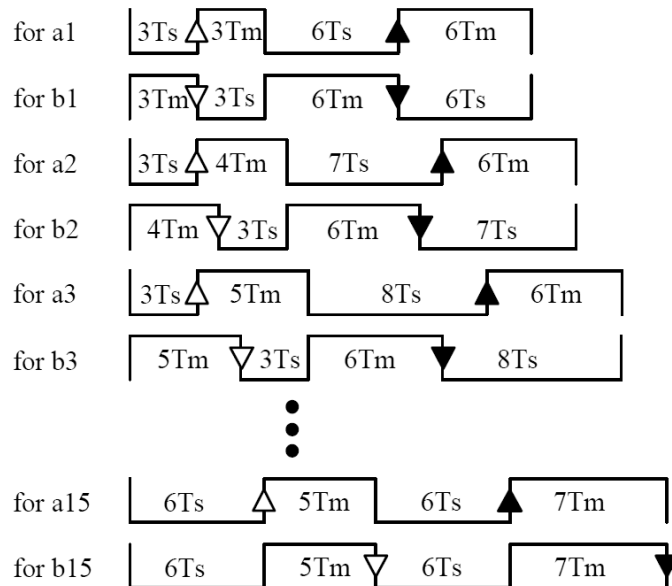 for a1 3Ts 3Tm 6Ts 6Tm
for b1 3Tm 3Ts 6Tm 6Ts
for a2 3Ts 4Tm 7Ts 6Tm
for b2 4Tm 3Ts 6Tm 7Ts
for a3 3Ts 5Tm 8Ts 6Tm
for b3 5Tm 3Ts 6Tm 8Ts
for a15 6Ts 5Tm 6Ts 7Tm
for b15 6Ts 5Tm 6Ts 7Tm